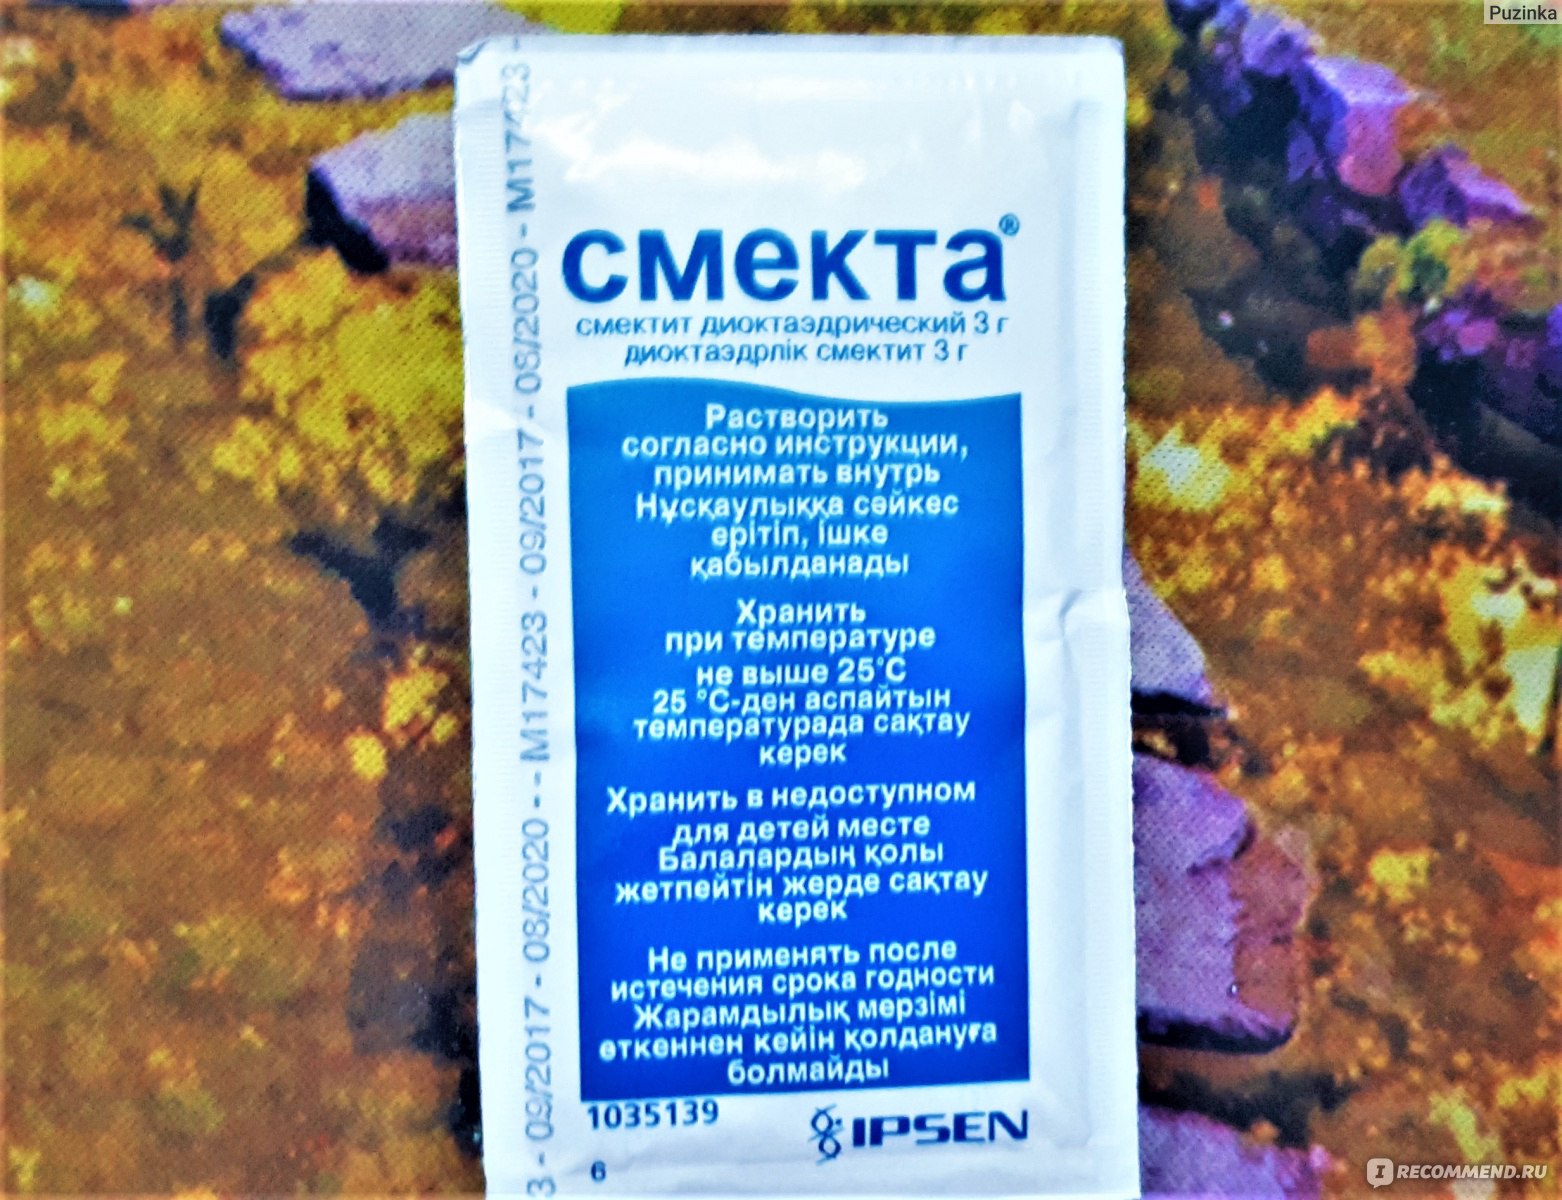 Puzinka
3 - 09/2017 - 08/2020 - - M17423 - 09/2017 - 08/2020 - M17423 -
смекта®
смектит диоктаэдрический 3 г
диоктаэдрлік смектит 3 г
Растворить
согласно инструкции,
принимать внутрь
Нұсқаулыққа сәйкес
ерітіп, ішке
қабылданады
Хранить
при температуре
не выше 25°С
25 °С-ден аспайтын
температурада сақтау
керек
Хранить в недоступном
для детей месте
Балалардың қолы
жетпейтін жерде сақтау
керек
Не применять после
истечения срока годности
Жарамдылық мерзімі
өткеннен кейін қолдануға
болмайды
1035139
IPSEN
6
IRECOMMEND.RU